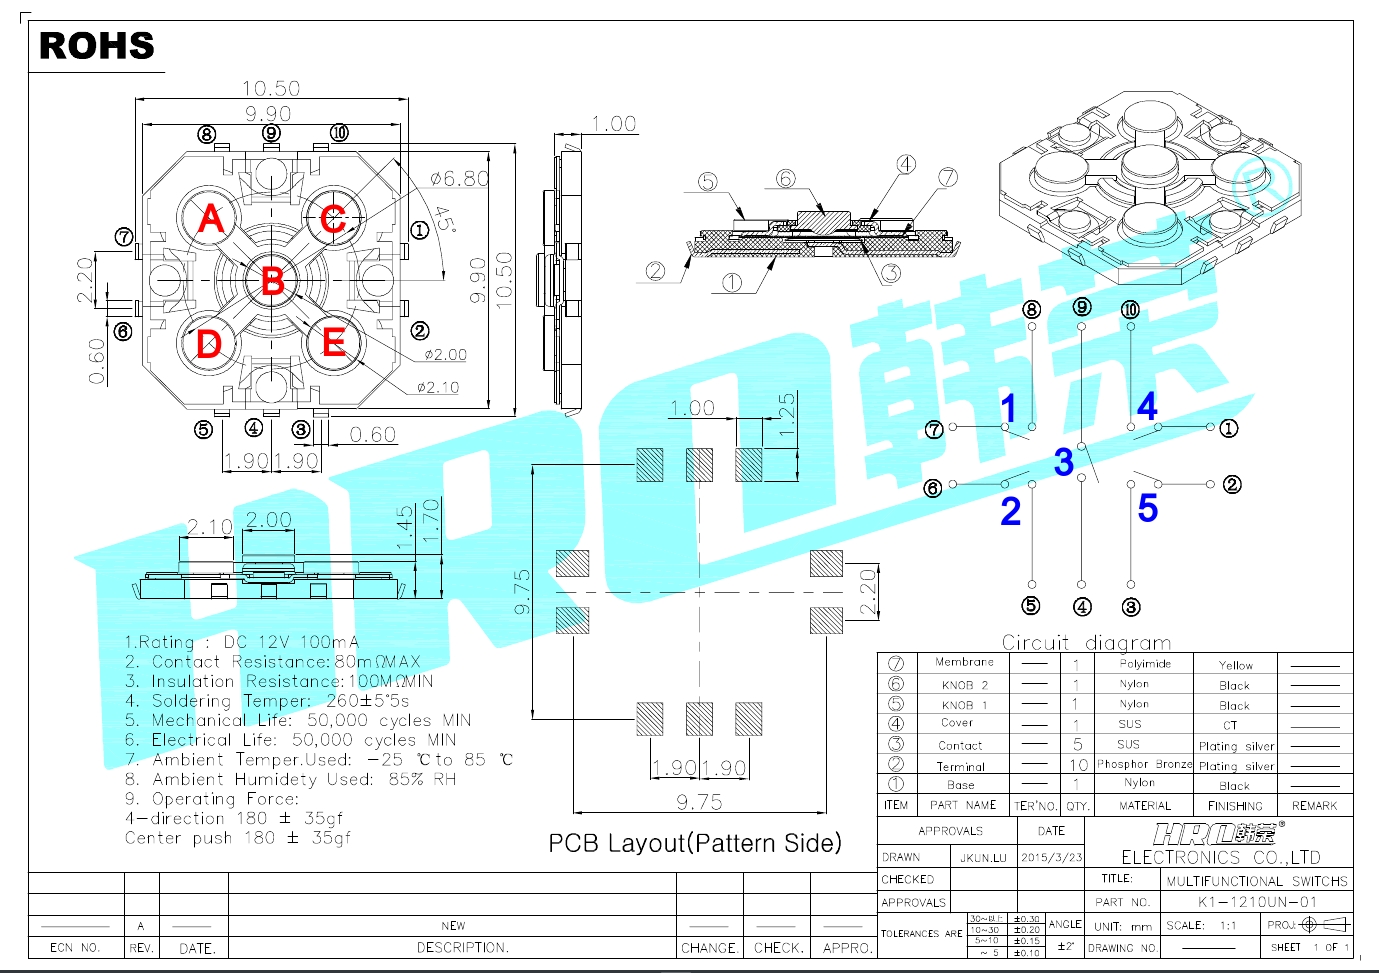 ROHS
10.50
9.90
⑧ ⑨ ⑩
1.00
ø6.80
45°
A C
⑦ ①
B
2.20
9.90
10.50
⑥ ②
D E
0.60
ø2.00
ø2.10
⑤ ④ ③
0.60
1.90 1.90
⑤ ⑥ ④ ⑦
② ① ③
®
HRO韩荣
⑧ ⑨ ⑩
1 4
⑦ ①
3
⑥ ②
2 5
⑤ ④ ③
Circuit diagram
1.00
1.25
9.75
2.20
1.90 1.90
9.75
PCB Layout(Pattern Side)
2.10 2.00
1.45
1.70
1.Rating : DC 12V 100mA
2. Contact Resistance:80mΩMAX
3. Insulation Resistance:100MΩMIN
4. Soldering Temper: 260±5°5s
5. Mechanical Life: 50,000 cycles MIN
6. Electrical Life: 50,000 cycles MIN
7. Ambient Temper.Used: -25 ℃to 85 ℃
8. Ambient Humidety Used: 85% RH
9. Operating Force:
4-direction 180 ± 35gf
Center push 180 ± 35gf
⑦ Membrane — 1 Polyimide Yellow —
⑥ KNOB 2 — 1 Nylon Black —
⑤ KNOB 1 — 1 Nylon Black —
④ Cover — 1 SUS CT —
③ Contact — 5 SUS Plating silver —
② Terminal — 10 Phosphor Bronze Plating silver —
① Base — 1 Nylon Black —
ITEM PART NAME TER'NO. QTY. MATERIAL FINISHING REMARK
APPROVALS DATE
HRO韩荣®
ELECTRONICS CO.,LTD
DRAWN JKUN.LU 2015/3/23
CHECKED
TITLE: MULTIFUNCTIONAL SWITCHS
APPROVALS
PART NO. K1-1210UN-01
TOLERANCES ARE
30~以上 ±0.30
10~30 ±0.20
5~10 ±0.15
~ 5 ±0.10
ANGLE
±2°
UNIT: mm SCALE: 1:1 PROJ:
DRAWING NO. — SHEET 1 OF 1
— A — NEW — — —
ECN NO. REV. DATE. DESCRIPTION. CHANGE. CHECK. APPRO.